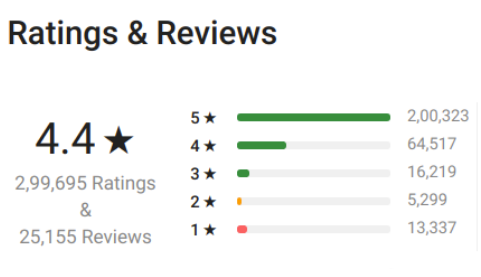 Ratings & Reviews
4.4 ★
2,99,695 Ratings
&
25,155 Reviews
5 ★ 2,00,323
4 ★ 64,517
3 ★ 16,219
2 ★ 5,299
1 ★ 13,337